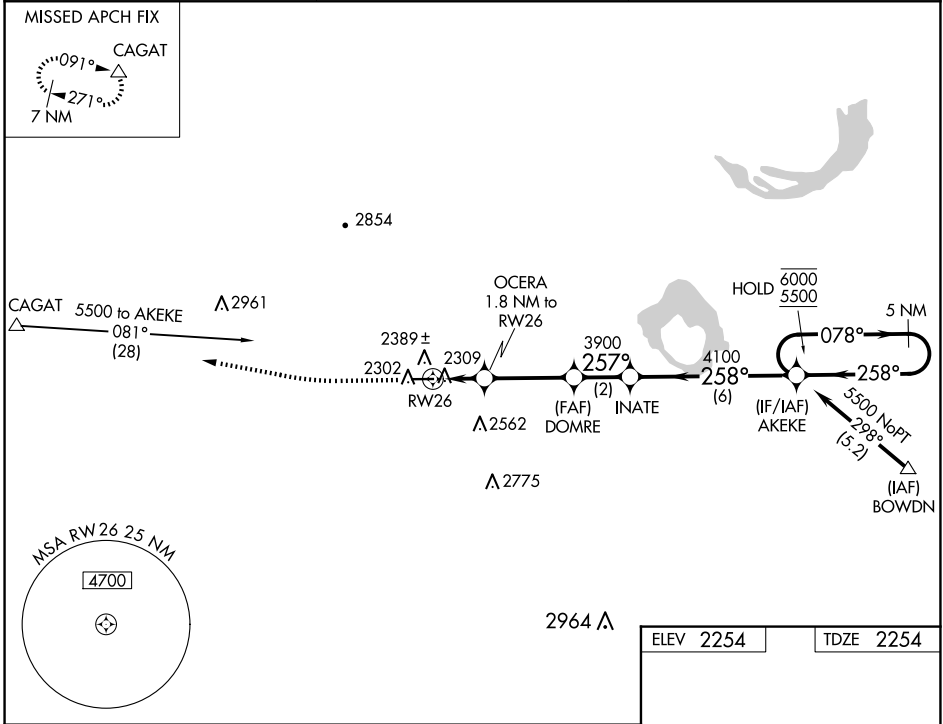 MISSED APCH FIX
CAGAT
091°
271°
7 NM
2854
CAGAT
5500 to AKEKE
081°
(28)
2961
2389 ±
2302
2309
RW26
OCERA
1.8 NM to
RW26
2562
2775
3900
257°
(2)
(FAF)
DOMRE
INATE
4100
258°
(6)
HOLD
6000
5500
5 NM
078°
258°
(IF/IAF)
AKEKE
5500 NoPT
298°
(5.2)
(IAF)
BOWDN
MSA RW26 25 NM
4700
2964
ELEV 2254
TDZE 2254